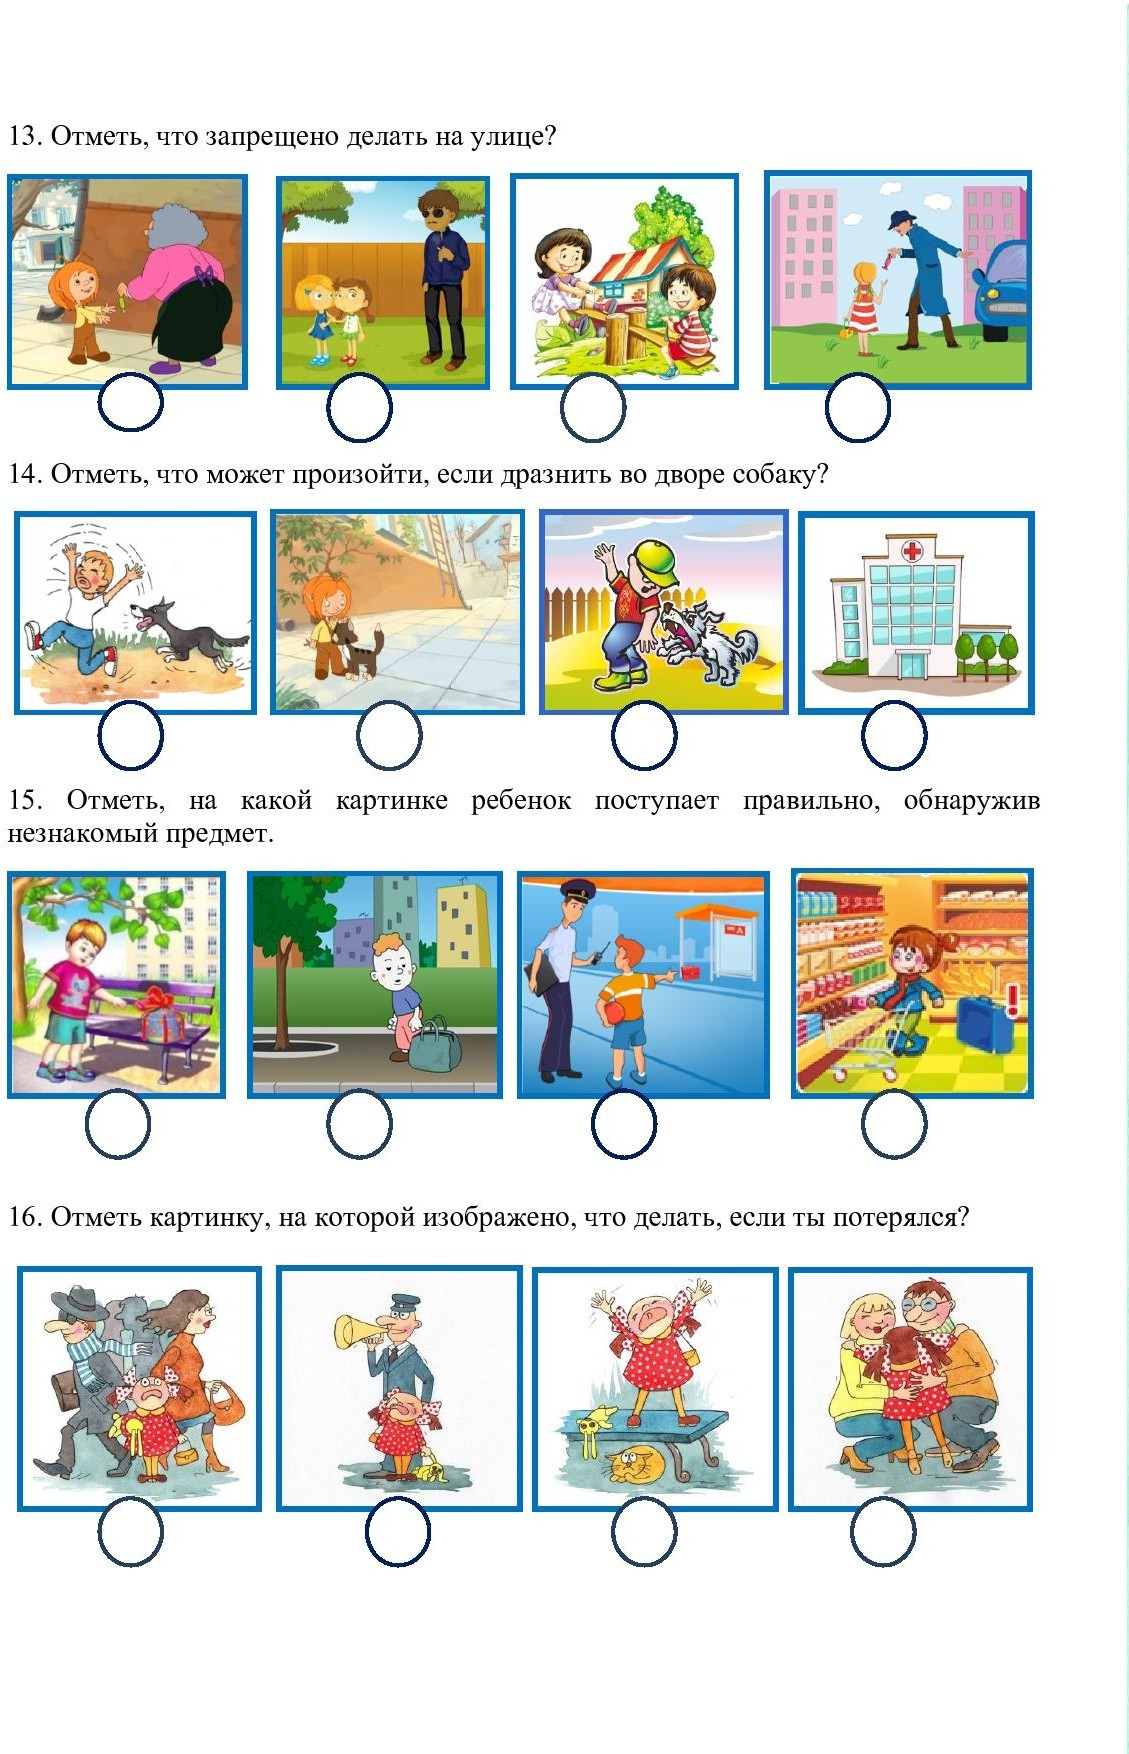 13. Отметь, что запрещено делать на улице?
14. Отметь, что может произойти, если дразнить во дворе собаку?
15. Отметь, на какой картинке ребенок поступает правильно, обнаружив
незнакомый предмет.
16. Отметь картинку, на которой изображено, что делать, если ты потерялся?